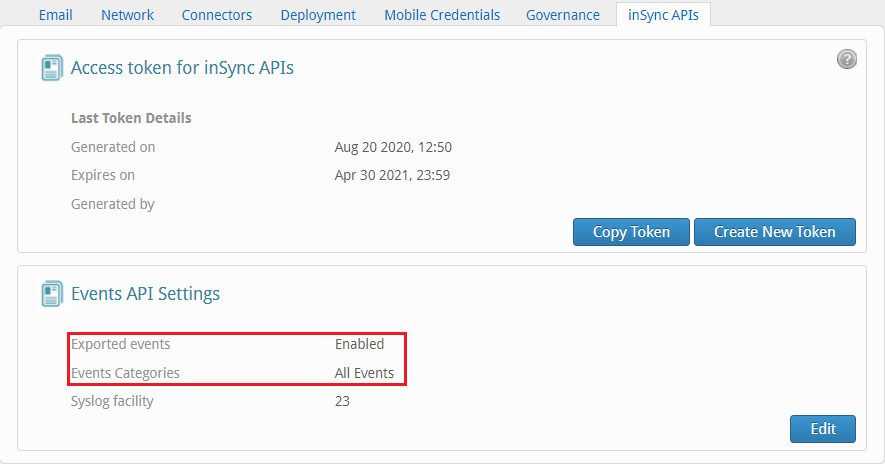 Email Network Connectors Deployment Mobile Credentials Governance inSync APIs
Access token for inSync APIs
?
Last Token Details
Generated on Aug 20 2020, 12:50
Expires on Apr 30 2021, 23:59
Generated by
Copy Token Create New Token
Events API Settings
Exported events Enabled
Events Categories All Events
Syslog facility 23
Edit